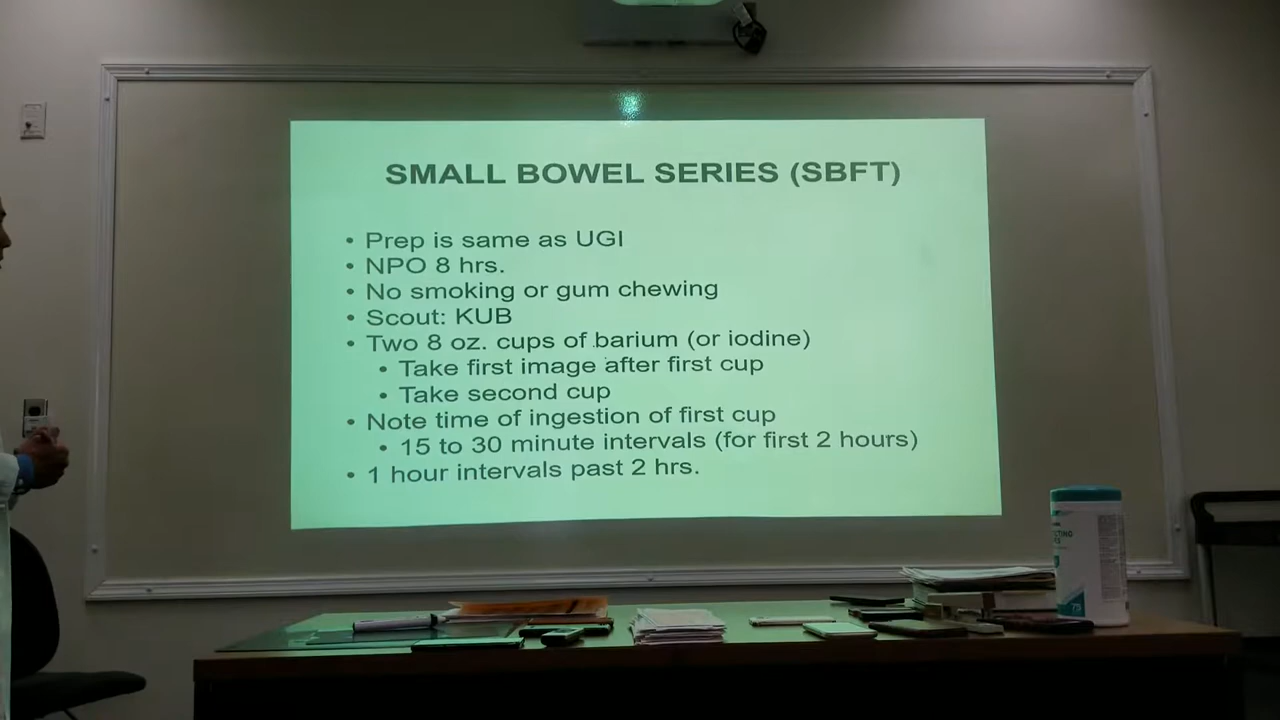 SMALL BOWEL SERIES (SBFT)
• Prep is same as UGI
• NPO 8 hrs.
• No smoking or gum chewing
• Scout: KUB
• Two 8 oz. cups of barium (or iodine)
• Take first image after first cup
• Take second cup
• Note time of ingestion of first cup
• 15 to 30 minute intervals (for first 2 hours)
• 1 hour intervals past 2 hrs.
75